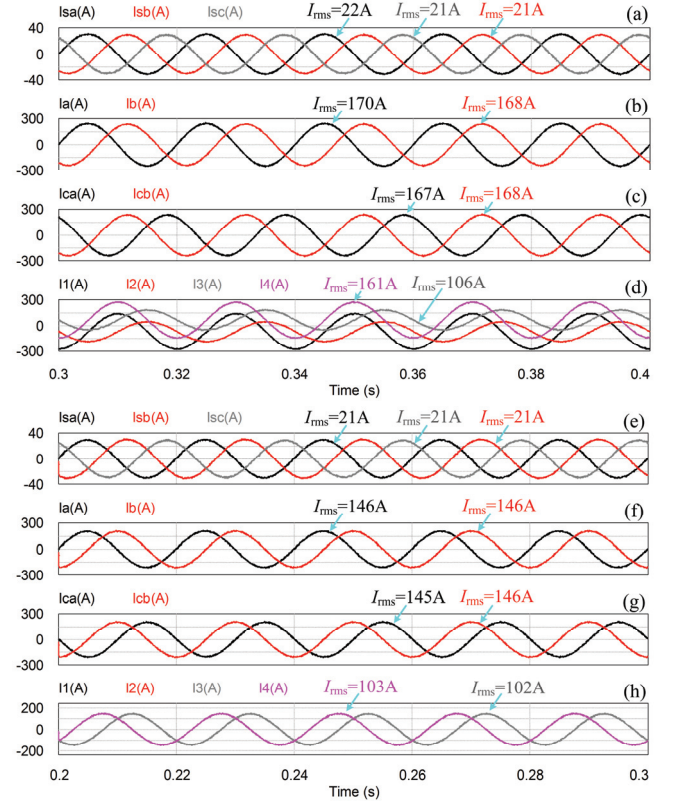 Isa(A) Isb(A) Isc(A) Irms=22A Irms=21A Irms=21A (a)
40
0
-40
Ia(A) Ib(A) Irms=170A Irms=168A (b)
300
0
-300
Ica(A) Icb(A) Irms=167A Irms=168A (c)
300
0
-300
I1(A) I2(A) I3(A) I4(A) Irms=161A Irms=106A (d)
300
0
-300
0.3 0.32 0.34 0.36 0.38 0.4
Time (s)
Isa(A) Isb(A) Isc(A) Irms=21A Irms=21A Irms=21A (e)
40
0
-40
Ia(A) Ib(A) Irms=146A Irms=146A (f)
300
0
-300
Ica(A) Icb(A) Irms=145A Irms=146A (g)
300
0
-300
I1(A) I2(A) I3(A) I4(A) Irms=103A Irms=102A (h)
200
0
-200
0.2 0.22 0.24 0.26 0.28 0.3
Time (s)